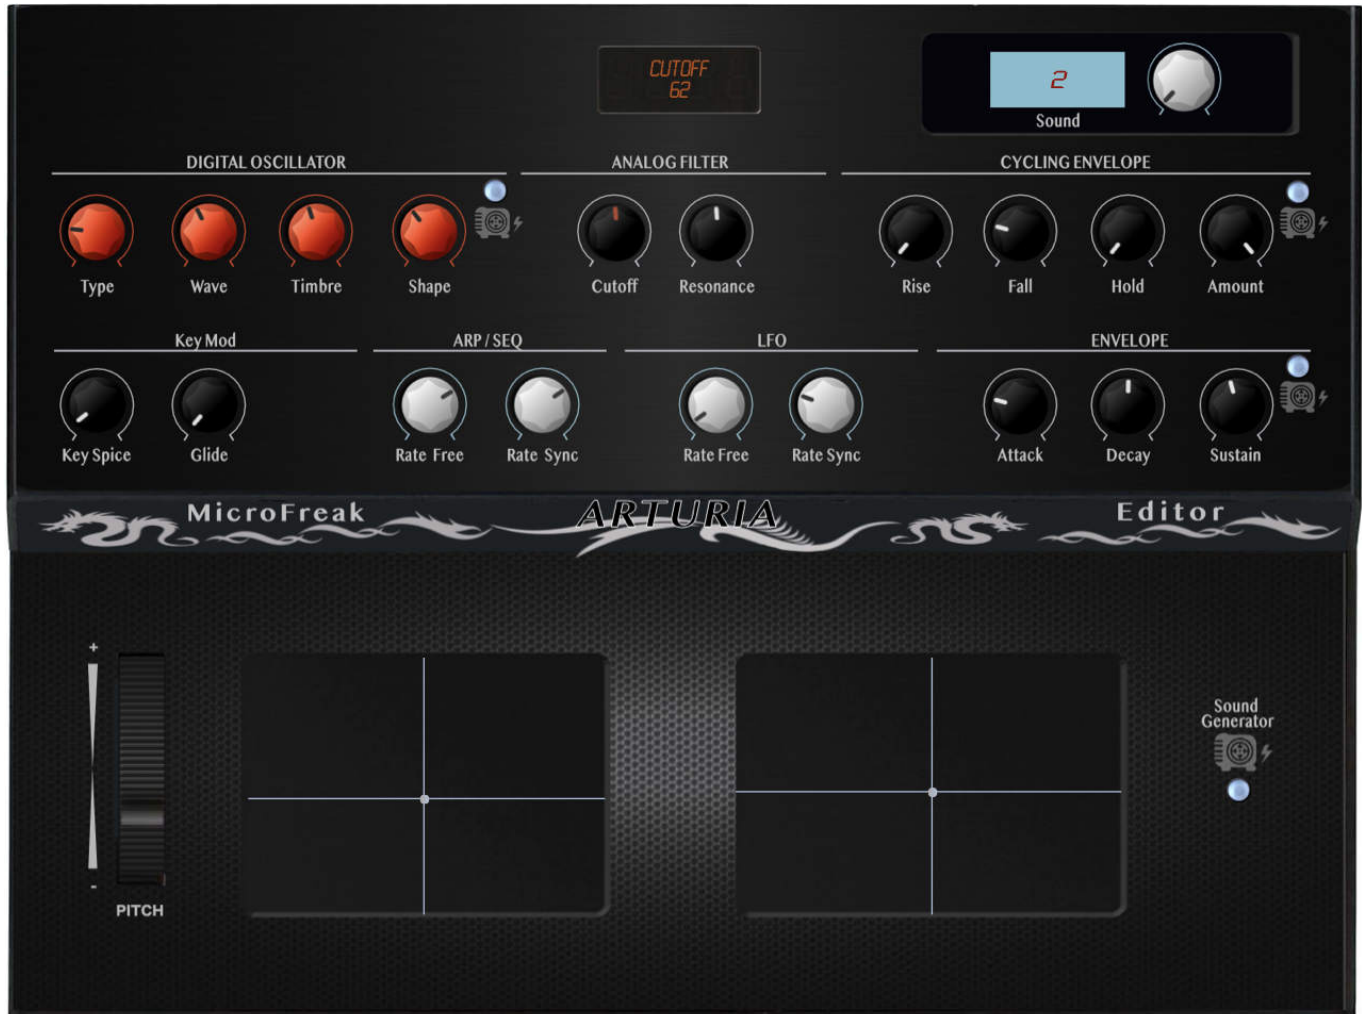 CUTOFF
62
2
Sound
DIGITAL OSCILLATOR
ANALOG FILTER
CYCLING ENVELOPE
Type
Wave
Timbre
Shape
Cutoff
Resonance
Rise
Fall
Hold
Amount
Key Mod
ARP / SEQ
LFO
ENVELOPE
Key Spice
Glide
Rate Free
Rate Sync
Rate Free
Rate Sync
Attack
Decay
Sustain
MicroFreak
ARTURIA
Editor
+
-
PITCH
Sound
Generator